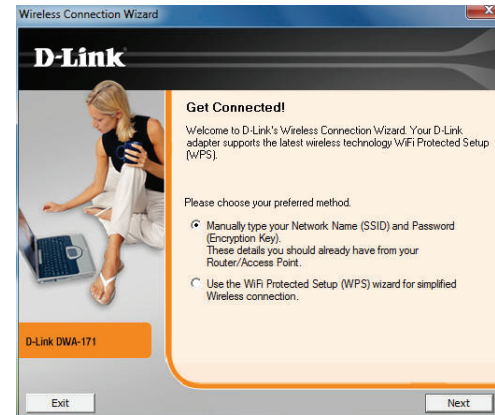 Wireless Connection Wizard
D-Link
Get Connected!
Welcome to D-Link's Wireless Connection Wizard. Your D-Link
adapter supports the latest wireless technology WiFi Protected Setup
(WPS).
Please choose your preferred method.
Manually type your Network Name (SSID) and Password
(Encryption Key).
These details you should already have from your
Router/Access Point.
Use the WiFi Protected Setup (WPS) wizard for simplified
Wireless connection.
D-Link DWA-171
Exit
Next